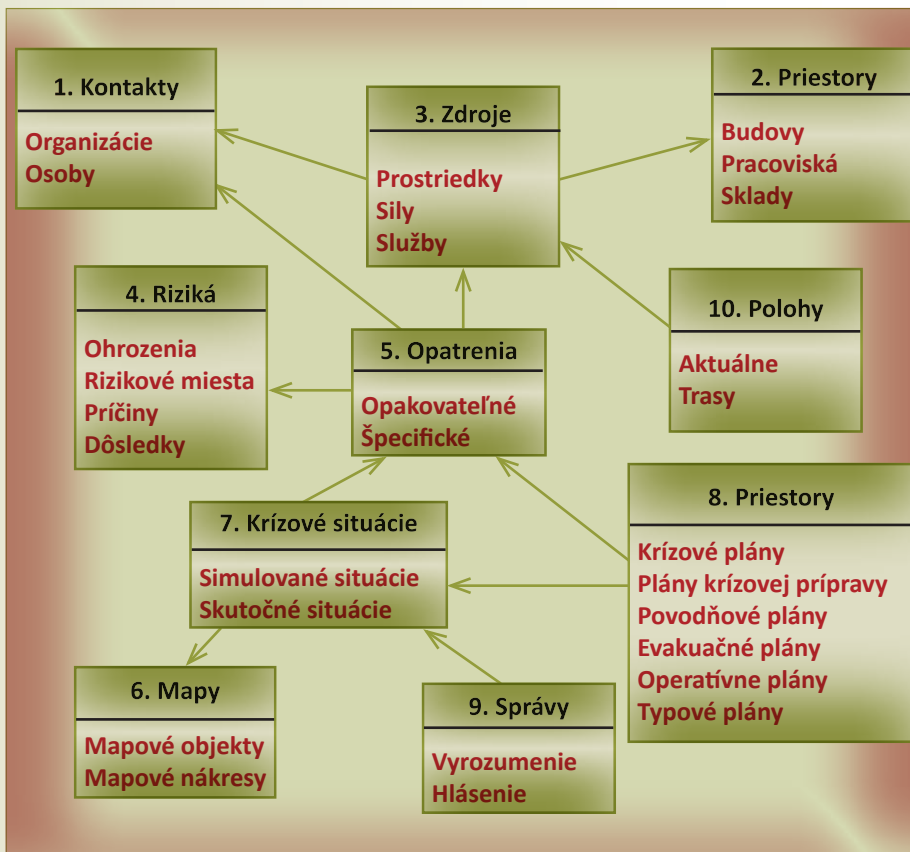 1. Kontakty
Organizácie
Osoby
3. Zdroje
Prostriedky
Sily
Služby
2. Priestory
Budovy
Pracoviská
Sklady
4. Riziká
Ohrozenia
Rizikové miesta
Príčiny
Dôsledky
5. Opatrenia
Opakovateľné
Špecifické
10. Polohy
Aktuálne
Trasy
7. Krízové situácie
Simulované situácie
Skutočné situácie
8. Priestory
Krízové plány
Plány krízovej prípravy
Povodňové plány
Evakuačné plány
Operatívne plány
Typové plány
6. Mapy
Mapové objekty
Mapové nákresy
9. Správy
Vyrozumenie
Hlásenie